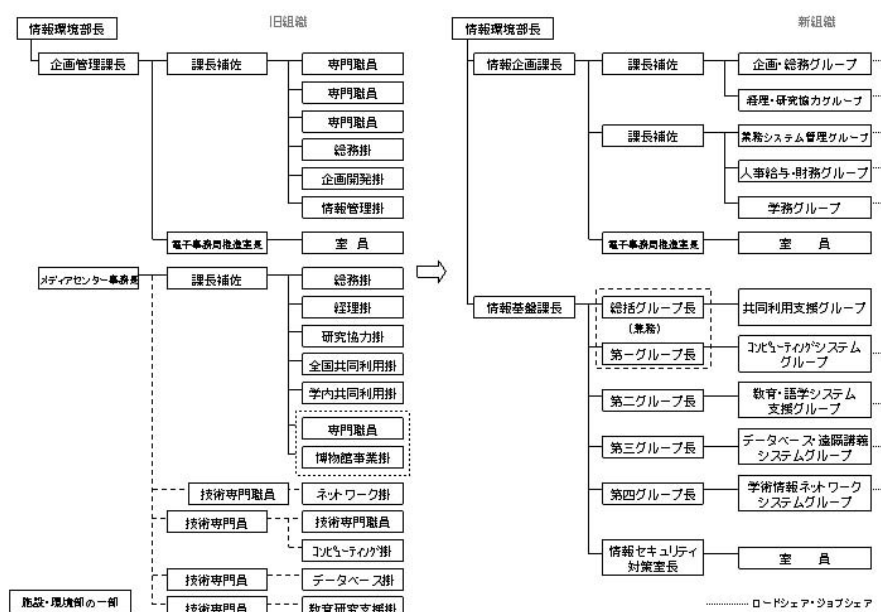 旧組織
情報環境部長
企画管理課長
課長補佐
専門職員
専門職員
専門職員
総務掛
企画開発掛
情報管理掛
電子事務局推進室長
室 員
メディアセンター事務長
課長補佐
総務掛
経理掛
研究協力掛
全国共同利用掛
学内共同利用掛
専門職員
博物館事業掛
技術専門職員
ネットワーク掛
技術専門員
技術専門職員
コンピューティング掛
技術専門員
データベース掛
技術専門員
教育研究支援掛
施設・環境部の一部
新組織
情報環境部長
情報企画課長
課長補佐
企画・総務グループ
経理・研究協力グループ
課長補佐
業務システム管理グループ
人事給与・財務グループ
学務グループ
電子事務局推進室長
室 員
情報基盤課長
総括グループ長
(兼務)
共同利用支援グループ
第一グループ長
コンピューティングシステム
グループ
第二グループ長
教育・語学システム
支援グループ
第三グループ長
データベース・遠隔講義
システムグループ
第四グループ長
学術情報ネットワーク
システムグループ
情報セキュリティ
対策室長
室 員
ロードシェア・ジョブシェア